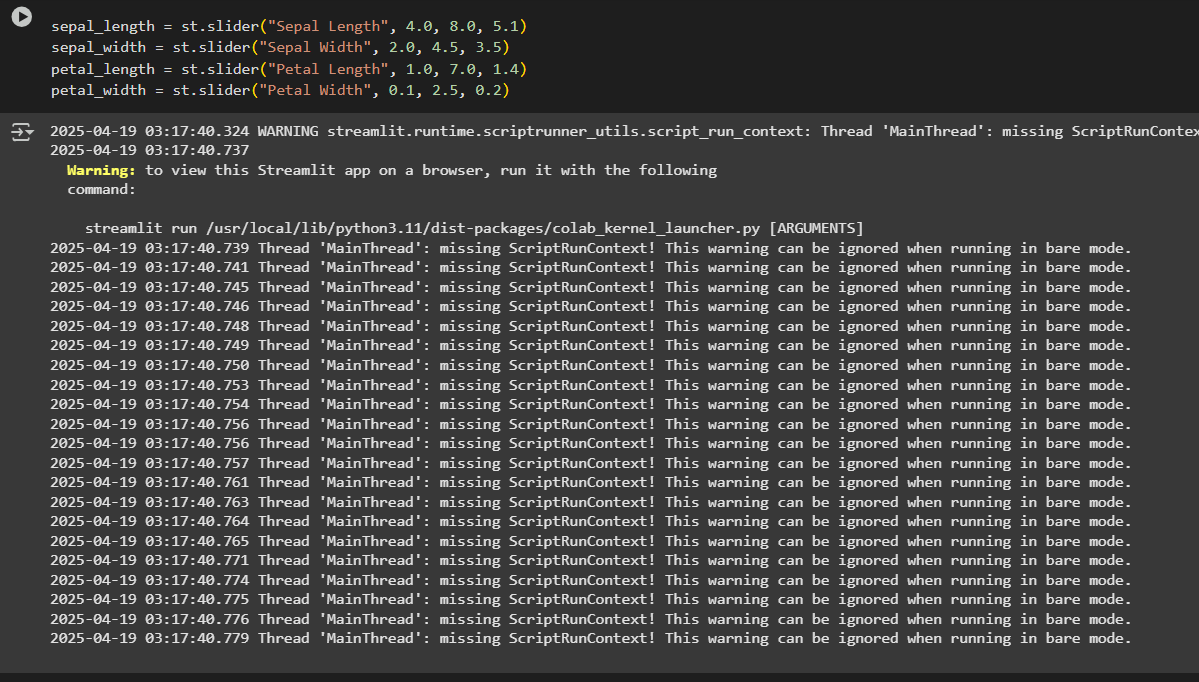 sepal_length = st.slider("Sepal Length", 4.0, 8.0, 5.1)
sepal_width = st.slider("Sepal Width", 2.0, 4.5, 3.5)
petal_length = st.slider("Petal Length", 1.0, 7.0, 1.4)
petal_width = st.slider("Petal Width", 0.1, 2.5, 0.2)
2025-04-19 03:17:40.324 WARNING streamlit.runtime.scriptrunner_utils.script_run_context: Thread 'MainThread': missing ScriptRunContex
2025-04-19 03:17:40.737
Warning: to view this Streamlit app on a browser, run it with the following
command:
streamlit run /usr/local/lib/python3.11/dist-packages/colab_kernel_launcher.py [ARGUMENTS]
2025-04-19 03:17:40.739 Thread 'MainThread': missing ScriptRunContext! This warning can be ignored when running in bare mode.
2025-04-19 03:17:40.741 Thread 'MainThread': missing ScriptRunContext! This warning can be ignored when running in bare mode.
2025-04-19 03:17:40.745 Thread 'MainThread': missing ScriptRunContext! This warning can be ignored when running in bare mode.
2025-04-19 03:17:40.746 Thread 'MainThread': missing ScriptRunContext! This warning can be ignored when running in bare mode.
2025-04-19 03:17:40.748 Thread 'MainThread': missing ScriptRunContext! This warning can be ignored when running in bare mode.
2025-04-19 03:17:40.749 Thread 'MainThread': missing ScriptRunContext! This warning can be ignored when running in bare mode.
2025-04-19 03:17:40.750 Thread 'MainThread': missing ScriptRunContext! This warning can be ignored when running in bare mode.
2025-04-19 03:17:40.753 Thread 'MainThread': missing ScriptRunContext! This warning can be ignored when running in bare mode.
2025-04-19 03:17:40.754 Thread 'MainThread': missing ScriptRunContext! This warning can be ignored when running in bare mode.
2025-04-19 03:17:40.756 Thread 'MainThread': missing ScriptRunContext! This warning can be ignored when running in bare mode.
2025-04-19 03:17:40.756 Thread 'MainThread': missing ScriptRunContext! This warning can be ignored when running in bare mode.
2025-04-19 03:17:40.757 Thread 'MainThread': missing ScriptRunContext! This warning can be ignored when running in bare mode.
2025-04-19 03:17:40.761 Thread 'MainThread': missing ScriptRunContext! This warning can be ignored when running in bare mode.
2025-04-19 03:17:40.763 Thread 'MainThread': missing ScriptRunContext! This warning can be ignored when running in bare mode.
2025-04-19 03:17:40.764 Thread 'MainThread': missing ScriptRunContext! This warning can be ignored when running in bare mode.
2025-04-19 03:17:40.765 Thread 'MainThread': missing ScriptRunContext! This warning can be ignored when running in bare mode.
2025-04-19 03:17:40.771 Thread 'MainThread': missing ScriptRunContext! This warning can be ignored when running in bare mode.
2025-04-19 03:17:40.774 Thread 'MainThread': missing ScriptRunContext! This warning can be ignored when running in bare mode.
2025-04-19 03:17:40.775 Thread 'MainThread': missing ScriptRunContext! This warning can be ignored when running in bare mode.
2025-04-19 03:17:40.776 Thread 'MainThread': missing ScriptRunContext! This warning can be ignored when running in bare mode.
2025-04-19 03:17:40.779 Thread 'MainThread': missing ScriptRunContext! This warning can be ignored when running in bare mode.